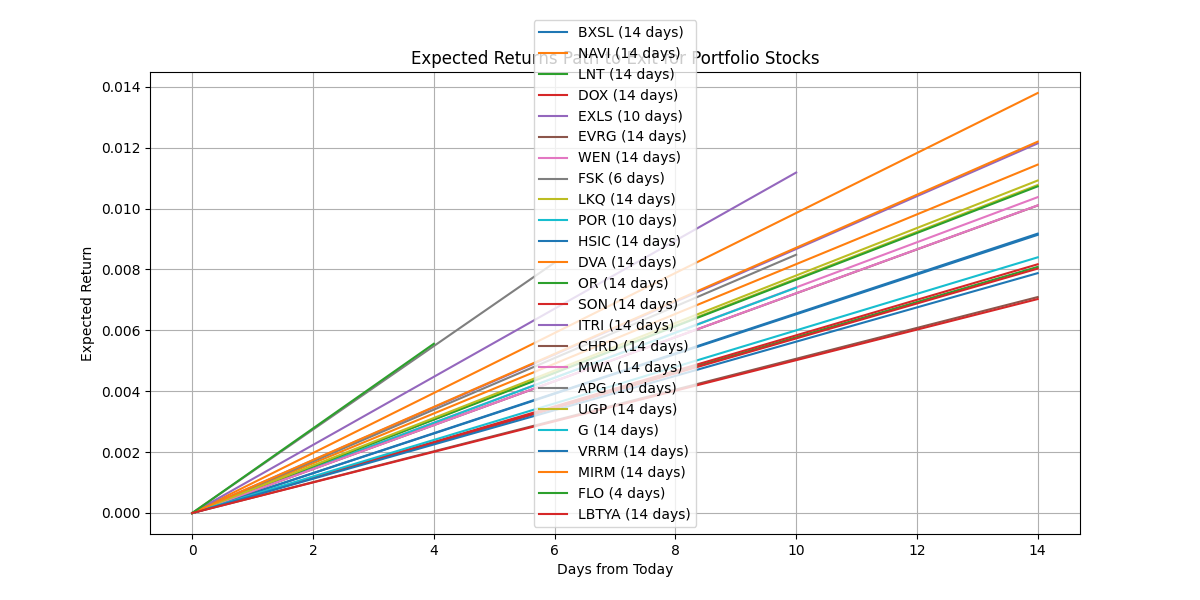 Expected Returns Path to Exit for Portfolio Stocks
BXSL (14 days)
NAVI (14 days)
LNT (14 days)
DOX (14 days)
EXLS (10 days)
EVRG (14 days)
WEN (14 days)
FSK (6 days)
LKQ (14 days)
POR (10 days)
HSIC (14 days)
DVA (14 days)
OR (14 days)
SON (14 days)
ITRI (14 days)
CHRD (14 days)
MWA (14 days)
APG (10 days)
UGP (14 days)
G (14 days)
VRRM (14 days)
MIRM (14 days)
FLO (4 days)
LBTYA (14 days)
Expected Return
0.014
0.012
0.010
0.008
0.006
0.004
0.002
0.000
0 2 4 6 8 10 12 14
Days from Today